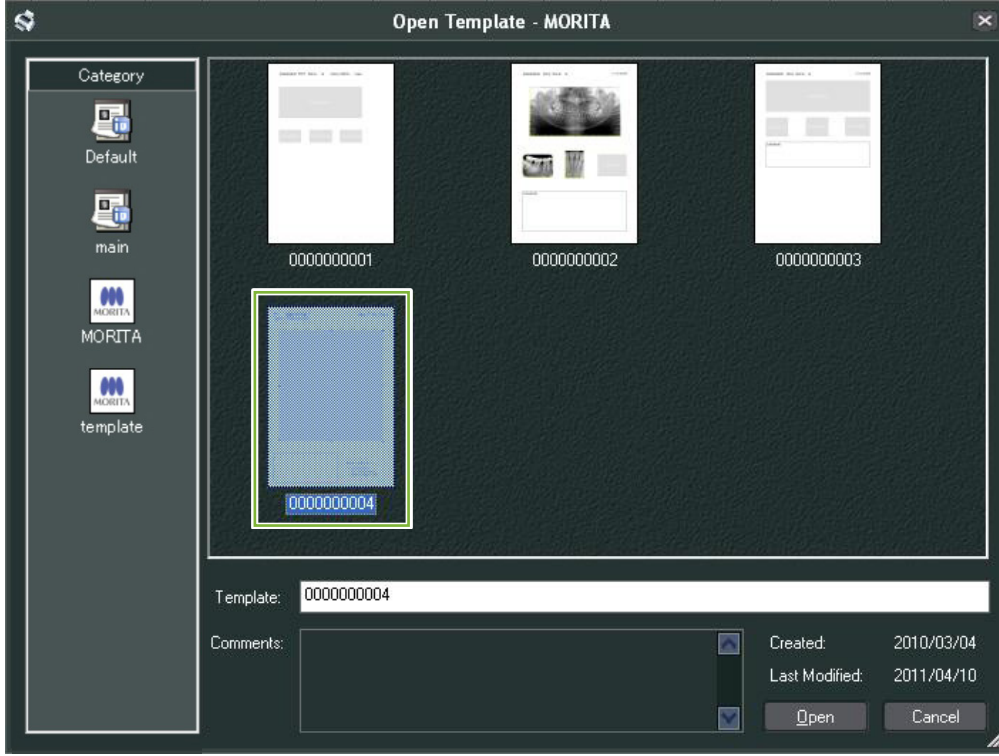 Open Template - MORITA
Category
Default
main
MORITA
MORITA
MORITA
template
0000000001
0000000002
0000000003
0000000004
Template:
0000000004
Comments:
Created:
2010/03/04
Last Modified:
2011/04/10
Open
Cancel